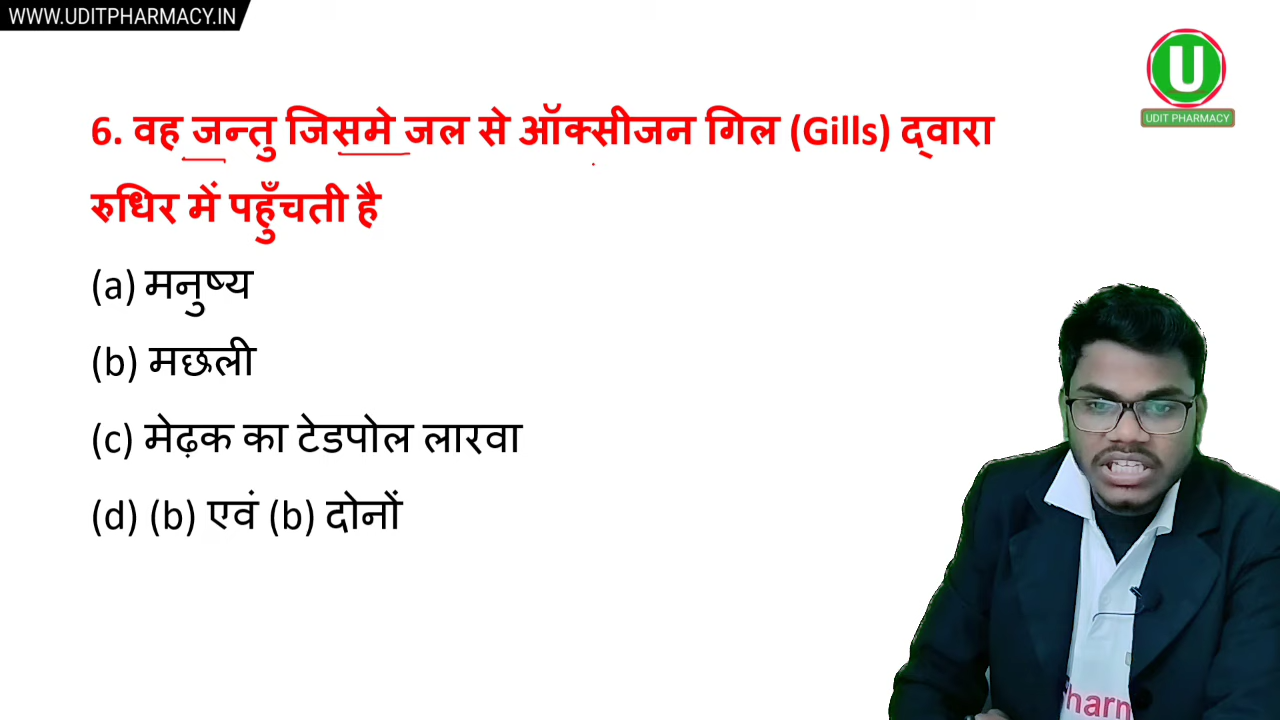 WWW.UDITPHARMACY.IN
U
UDIT PHARMACY
6. वह जन्तु जिसमे जल से ऑक्सीजन गिल (Gills) द्वारा
रुधिर में पहुँचती है
(a) मनुष्य
(b) मछली
(c) मेढ़क का टेडपोल लारवा
(d) (b) एवं (b) दोनों